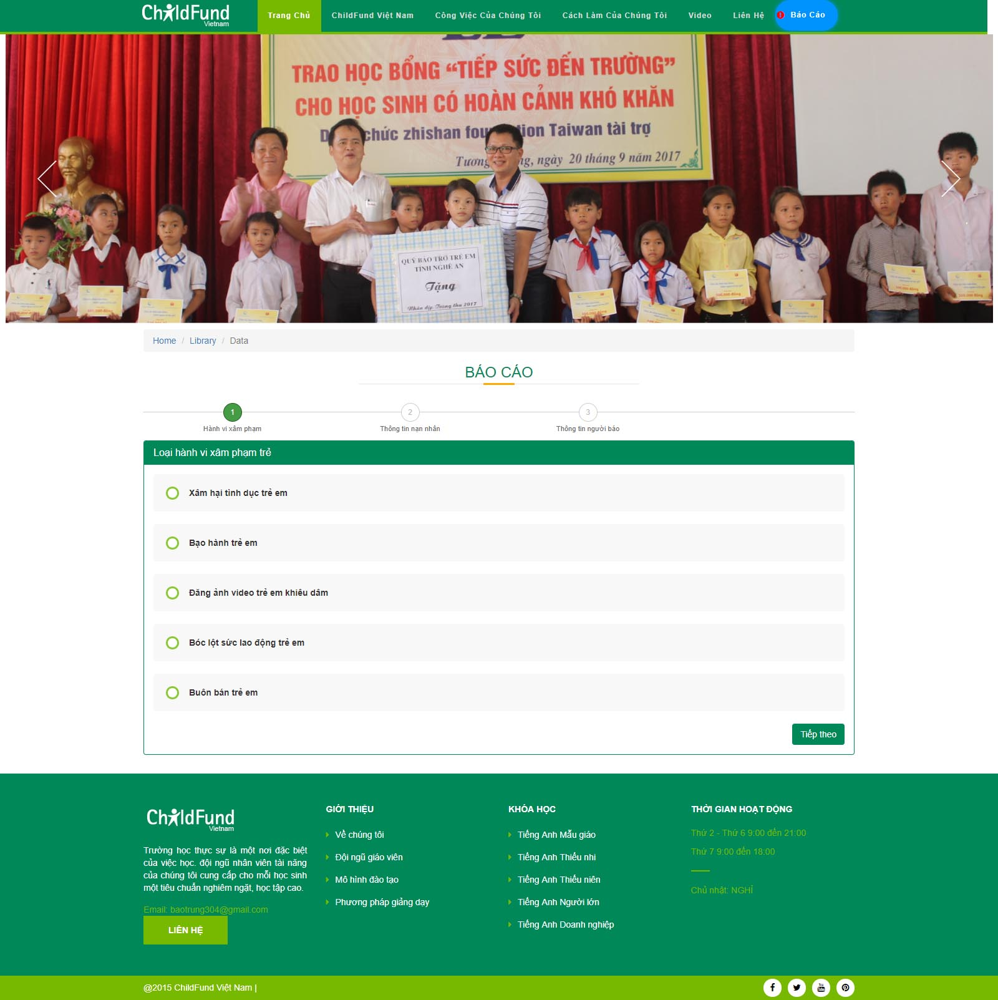 ChildFund
Vietnam
Trang Chủ
ChildFund Việt Nam
Công Việc Của Chúng Tôi
Cách Làm Của Chúng Tôi
Video
Liên Hệ
Báo Cáo
TRAO HỌC BỔNG “TIẾP SỨC ĐẾN TRƯỜNG”
CHO HỌC SINH CÓ HOÀN CẢNH KHÓ KHĂN
chức zhishan Taiwan tài trợ
ngày 20 tháng 9 năm 2017
QUỸ BẢO TRỢ TRẺ EM
TỈNH NGHỆ AN
Tặng
Nhân dịp Trung thu 2017
Home / Library / Data
BÁO CÁO
1
2
3
Hành vi xâm phạm
Thông tin nạn nhân
Thông tin người báo
Loại hành vi xâm phạm trẻ
Xâm hại tình dục trẻ em
Bạo hành trẻ em
Đăng ảnh video trẻ em khiêu dâm
Bóc lột sức lao động trẻ em
Buôn bán trẻ em
Tiếp theo
ChildFund
Vietnam
Trường học thực sự là một nơi đặc biệt
của việc học. đội ngũ nhân viên tài năng
của chúng tôi cung cấp cho mỗi học sinh
một tiêu chuẩn nghiêm ngặt, học tập cao.
Email: baotrung304@gmail.com
LIÊN HỆ
GIỚI THIỆU
Về chúng tôi
Đội ngũ giáo viên
Mô hình đào tạo
Phương pháp giảng dạy
KHÓA HỌC
Tiếng Anh Mẫu giáo
Tiếng Anh Thiếu nhi
Tiếng Anh Thiếu niên
Tiếng Anh Người lớn
Tiếng Anh Doanh nghiệp
THỜI GIAN HOẠT ĐỘNG
Thứ 2 - Thứ 6 9:00 đến 21:00
Thứ 7 9:00 đến 18:00
Chủ nhật: NGHỈ
@2015 ChildFund Việt Nam |